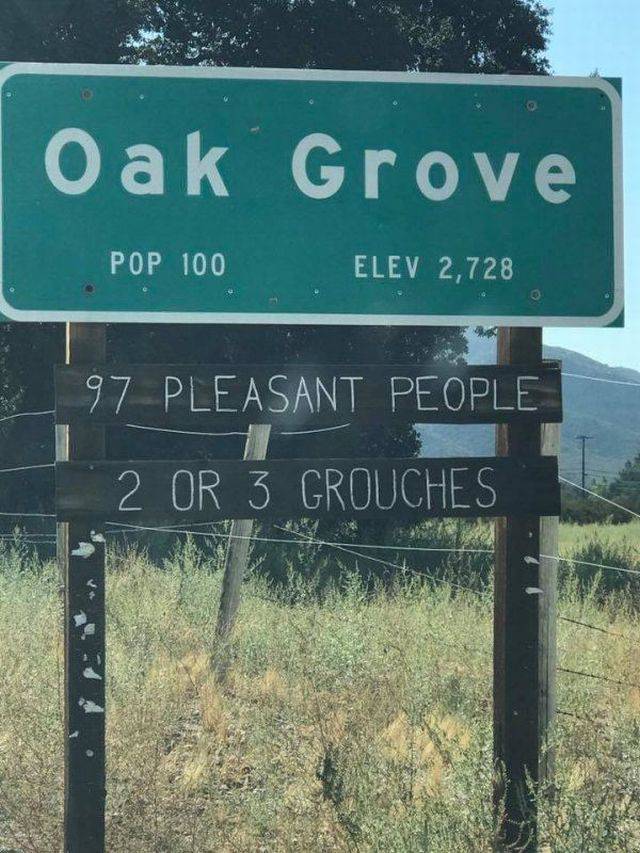 Oak Grove
POP 100 ELEV 2,728
97 PLEASANT PEOPLE
2 OR 3 GROUCHES